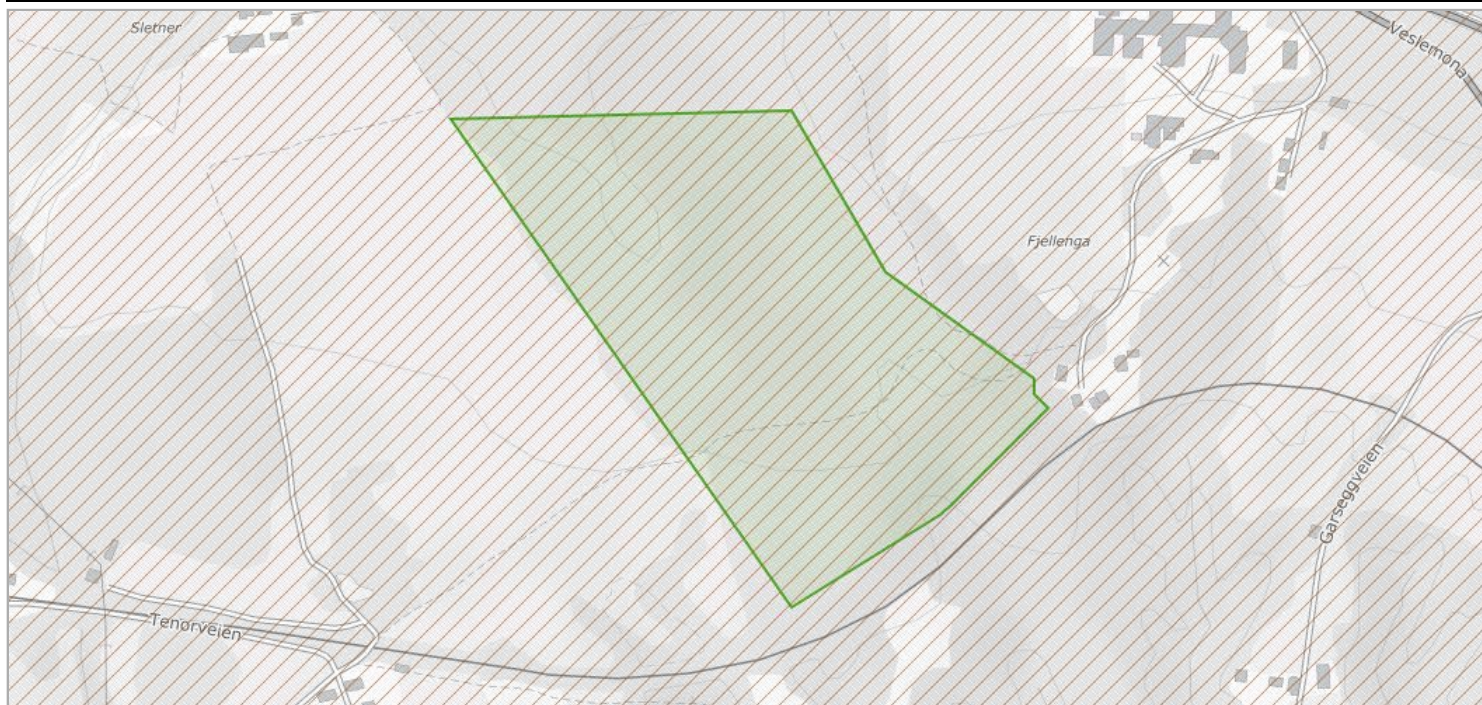 Sletner
Veslemona
Fjellenga
Garseggveien
Tenorveien